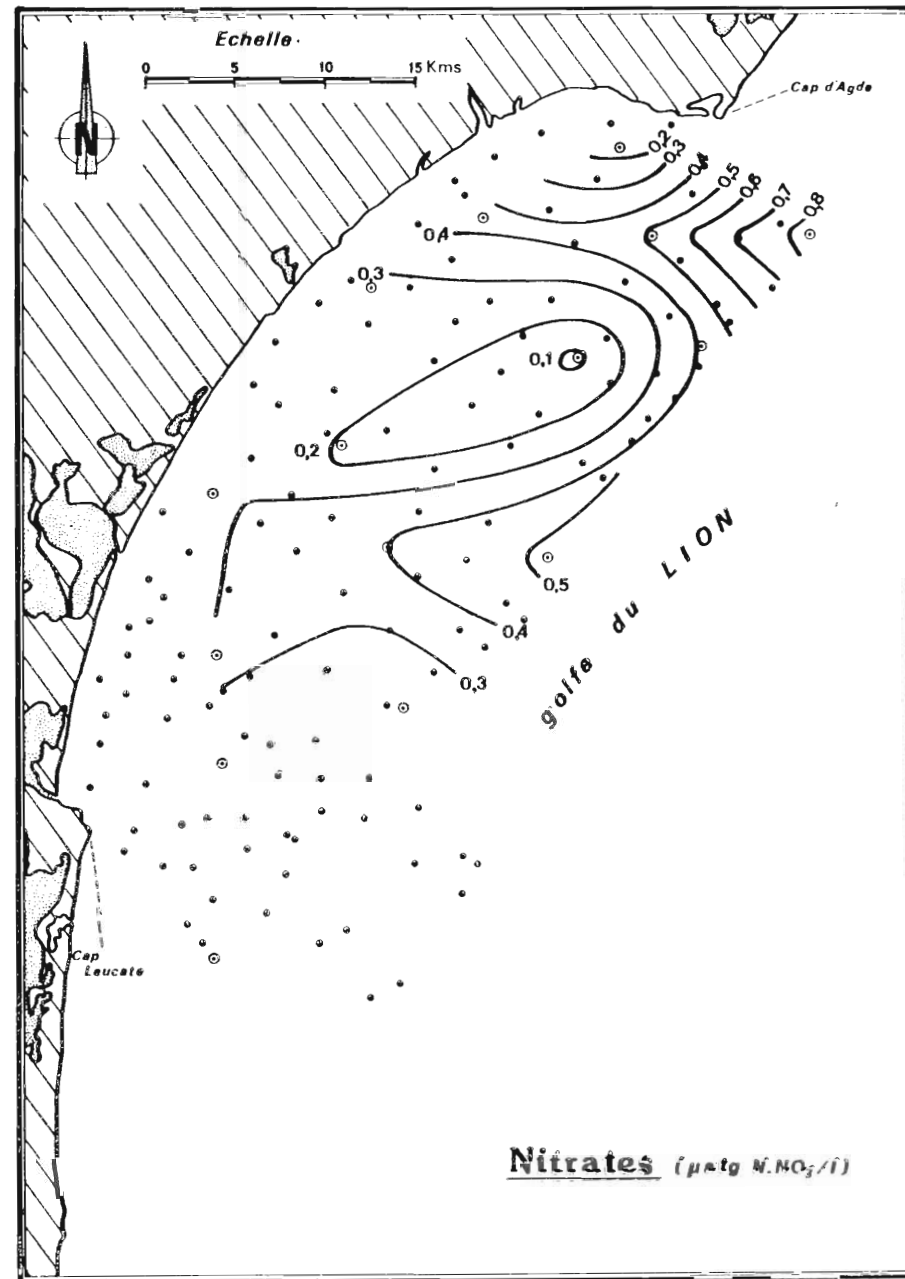 Echelle.
0 5 10 15 Kms
N
Cap d'Agde
0,2
0,3
0,4
0,5
0,6
0,7
0,8
0,4
0,3
0,1
0,2
0,5
0,4
0,3
golfe du LION
Cap
Leucate
Nitrates (µatg N.NO₃/l)